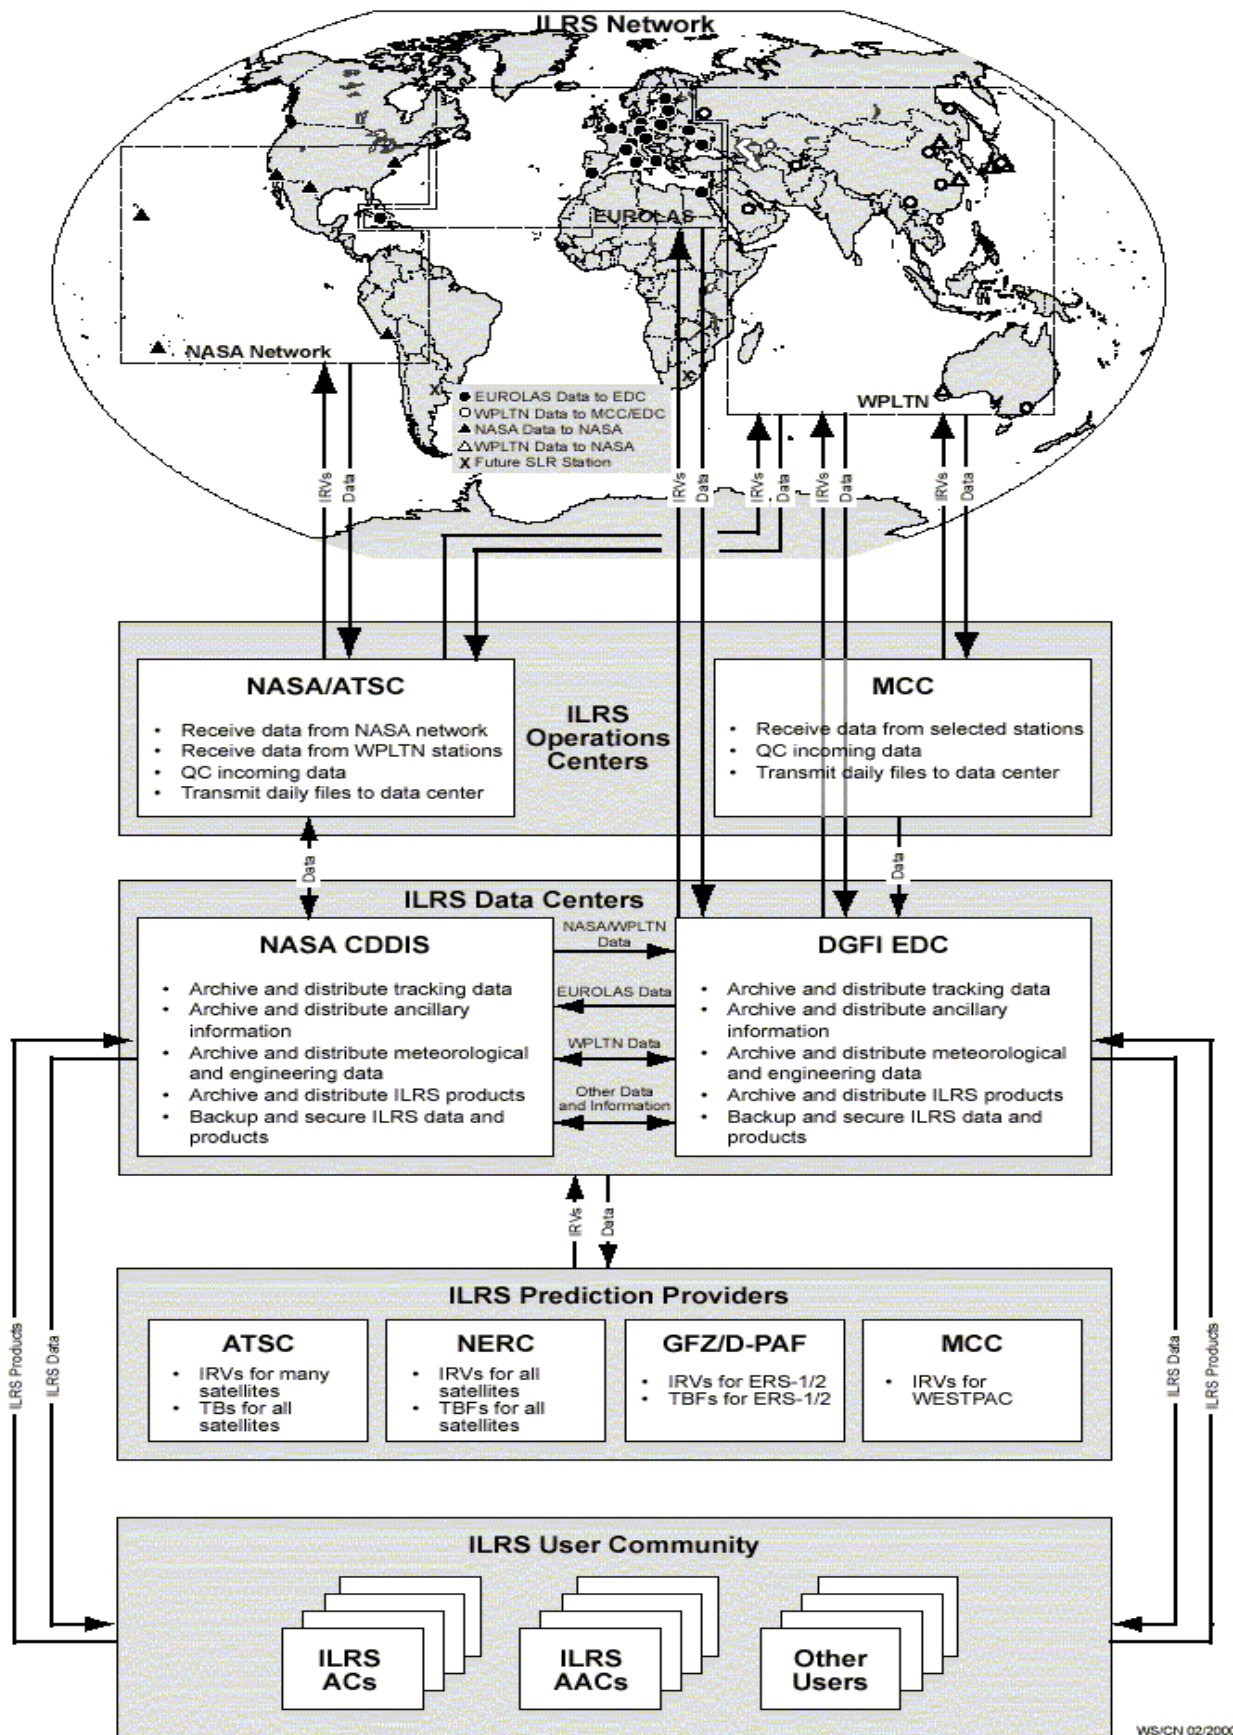 ILRS Network
EUROLAS
NASA Network
WPLTN
● EUROLAS Data to EDC
○ WPLTN Data to MCC/EDC
▲ NASA Data to NASA
△ WPLTN Data to NASA
X Future SLR Station
X
X
IRVs
Data
IRVs
Data
IRVs
Data
IRVs
Data
IRVs
Data
ILRS
Operations
Centers
NASA/ATSC
• Receive data from NASA network
• Receive data from WPLTN stations
• QC incoming data
• Transmit daily files to data center
MCC
• Receive data from selected stations
• QC incoming data
• Transmit daily files to data center
Data
Data
ILRS Data Centers
NASA CDDIS
• Archive and distribute tracking data
• Archive and distribute ancillary
information
• Archive and distribute meteorological
and engineering data
• Archive and distribute ILRS products
• Backup and secure ILRS data and
products
NASA/WPLTN
Data
EUROLAS Data
WPLTN Data
Other Data
and Information
DGFI EDC
• Archive and distribute tracking data
• Archive and distribute ancillary
information
• Archive and distribute meteorological
and engineering data
• Archive and distribute ILRS products
• Backup and secure ILRS data and
products
IRVs
Data
ILRS Prediction Providers
ATSC
• IRVs for many
satellites
• TBs for all
satellites
NERC
• IRVs for all
satellites
• TBFs for all
satellites
GFZ/D-PAF
• IRVs for ERS-1/2
• TBFs for ERS-1/2
MCC
• IRVs for
WESTPAC
ILRS Products
ILRS Data
ILRS Data
ILRS Products
ILRS User Community
ILRS
ACs
ILRS
AACs
Other
Users
WS/CN 02/2000